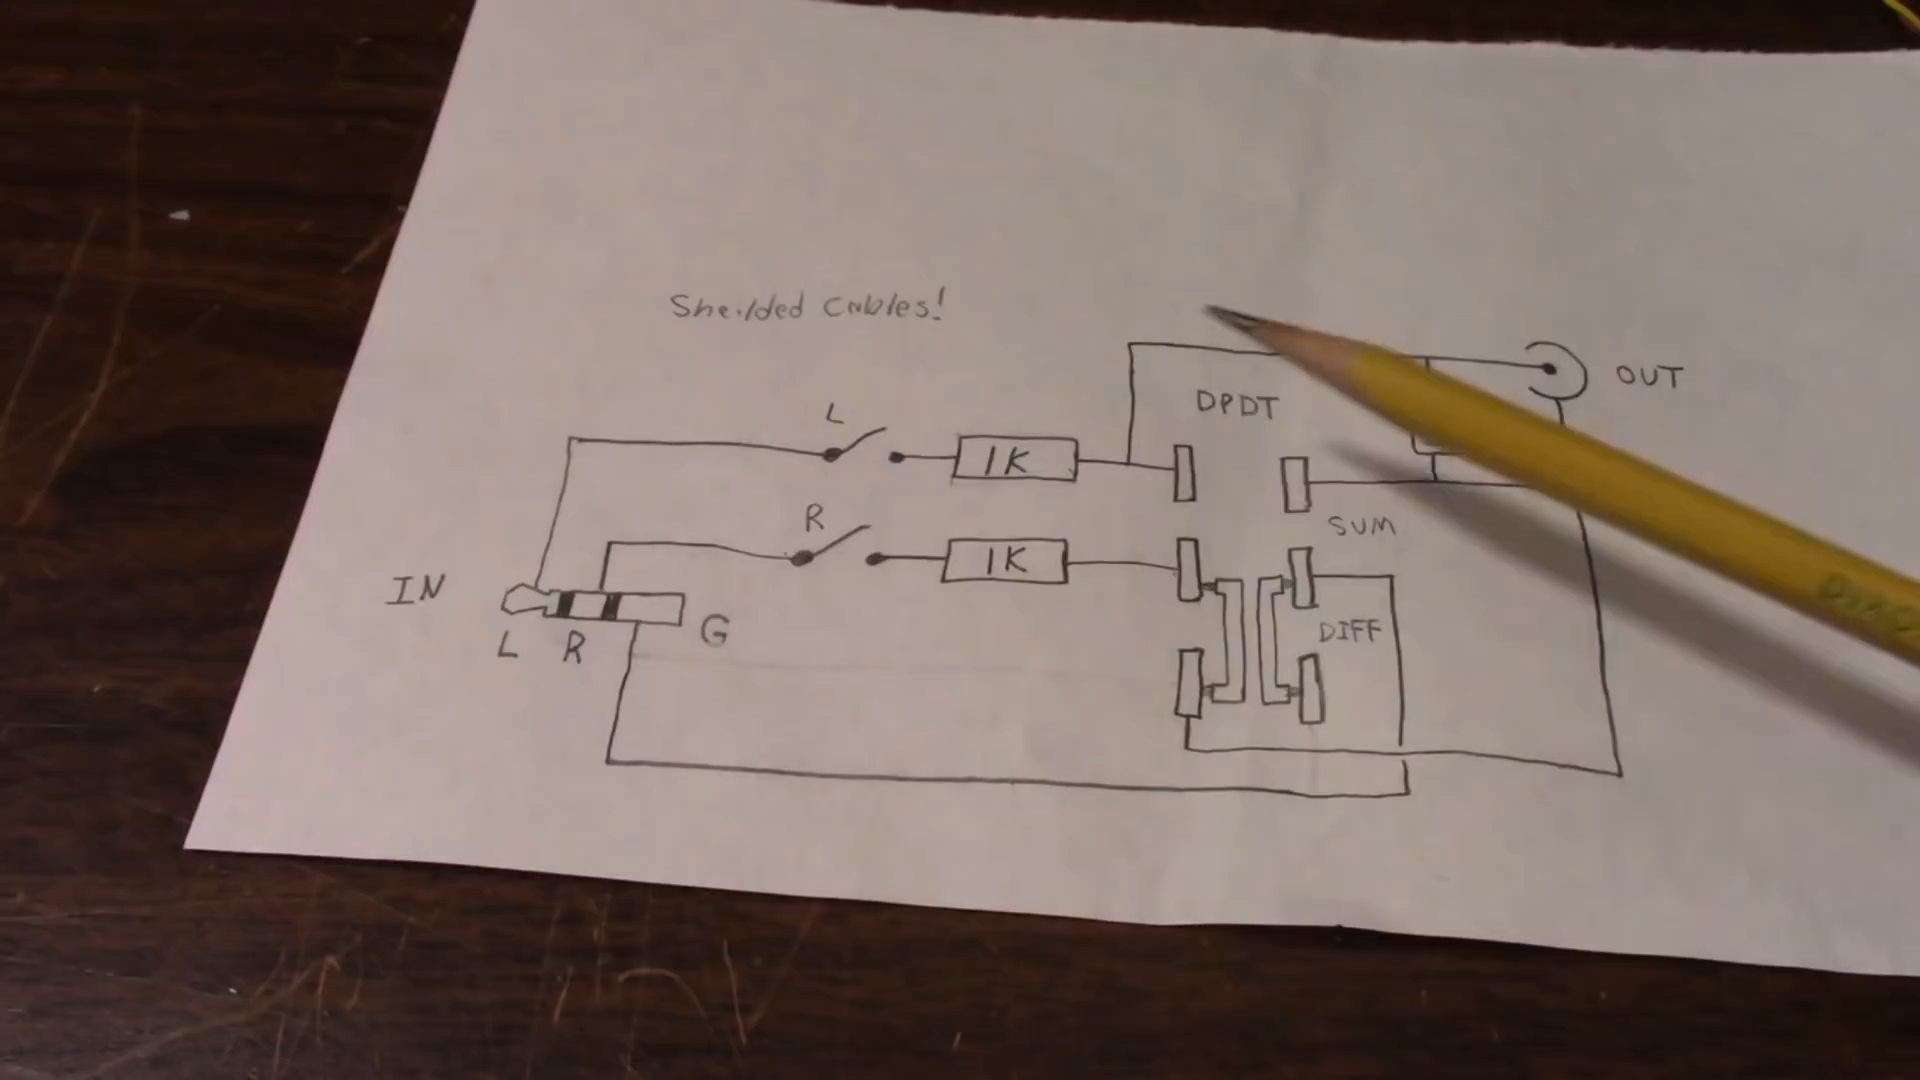 Sheilded Cables!
OUT
DPDT
L
1K
SUM
R
1K
IN
DIFF
L R G